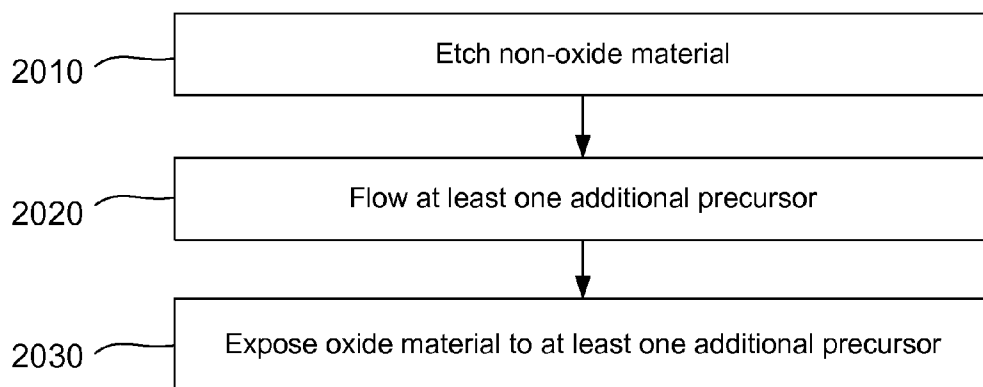 2010
Etch non-oxide material
2020
Flow at least one additional precursor
2030
Expose oxide material to at least one additional precursor